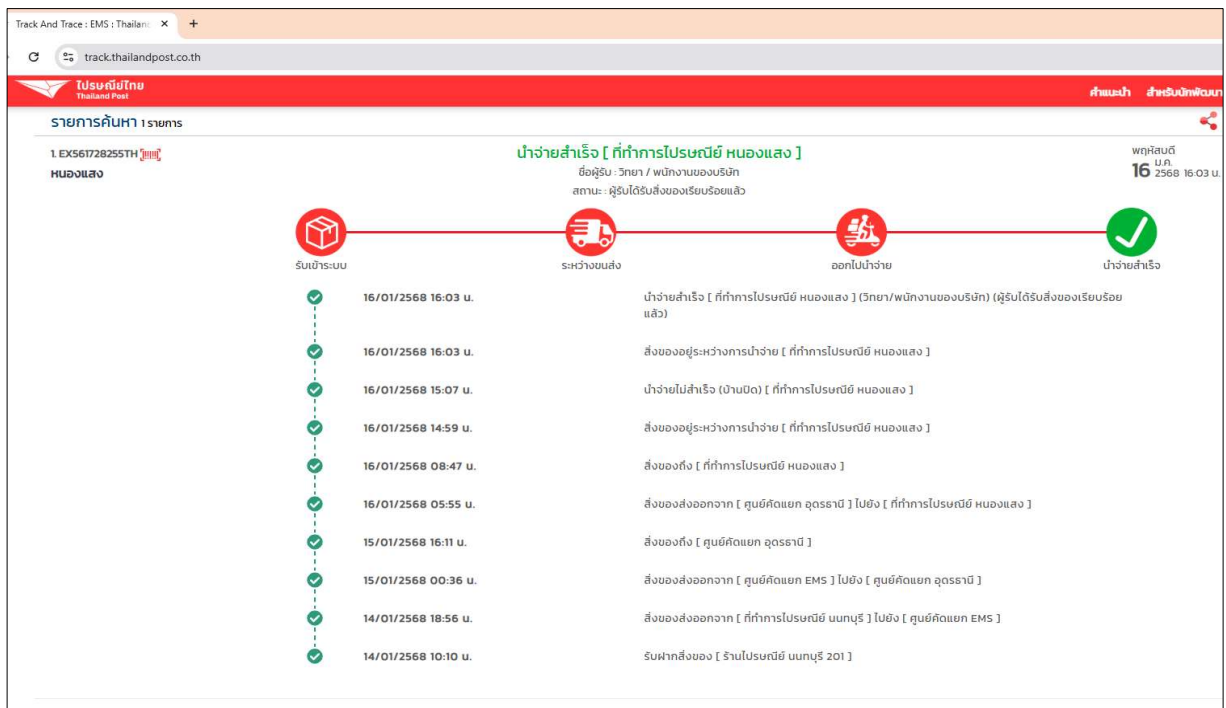 Track And Trace : EMS : Thailan
track.thailandpost.co.th
ไปรษณีย์ไทย
Thailand Post
คำแนะนำ สำหรับนักพัฒนา
รายการค้นหา 1 รายการ
1. EX561728255TH
หนองแสง
นำจ่ายสำเร็จ [ ที่ทำการไปรษณีย์ หนองแสง ]
ชื่อผู้รับ : วิทยา / พนักงานของบริษัท
สถานะ : ผู้รับได้รับสิ่งของเรียบร้อยแล้ว
พฤหัสบดี
16 ม.ค. 2568 16:03 น.
รับเข้าระบบ
ระหว่างขนส่ง
ออกไปนำจ่าย
นำจ่ายสำเร็จ
16/01/2568 16:03 น. นำจ่ายสำเร็จ [ ที่ทำการไปรษณีย์ หนองแสง ] (วิทยา/พนักงานของบริษัท) (ผู้รับได้รับสิ่งของเรียบร้อย
แล้ว)
16/01/2568 16:03 น. สิ่งของอยู่ระหว่างการนำจ่าย [ ที่ทำการไปรษณีย์ หนองแสง ]
16/01/2568 15:07 น. นำจ่ายไม่สำเร็จ (บ้านปิด) [ ที่ทำการไปรษณีย์ หนองแสง ]
16/01/2568 14:59 น. สิ่งของอยู่ระหว่างการนำจ่าย [ ที่ทำการไปรษณีย์ หนองแสง ]
16/01/2568 08:47 น. สิ่งของถึง [ ที่ทำการไปรษณีย์ หนองแสง ]
16/01/2568 05:55 น. สิ่งของส่งออกจาก [ ศูนย์คัดแยก อุดรธานี ] ไปยัง [ ที่ทำการไปรษณีย์ หนองแสง ]
15/01/2568 16:11 น. สิ่งของถึง [ ศูนย์คัดแยก อุดรธานี ]
15/01/2568 00:36 น. สิ่งของส่งออกจาก [ ศูนย์คัดแยก EMS ] ไปยัง [ ศูนย์คัดแยก อุดรธานี ]
14/01/2568 18:56 น. สิ่งของส่งออกจาก [ ที่ทำการไปรษณีย์ นนทบุรี ] ไปยัง [ ศูนย์คัดแยก EMS ]
14/01/2568 10:10 น. รับฝากสิ่งของ [ ร้านไปรษณีย์ นนทบุรี 201 ]